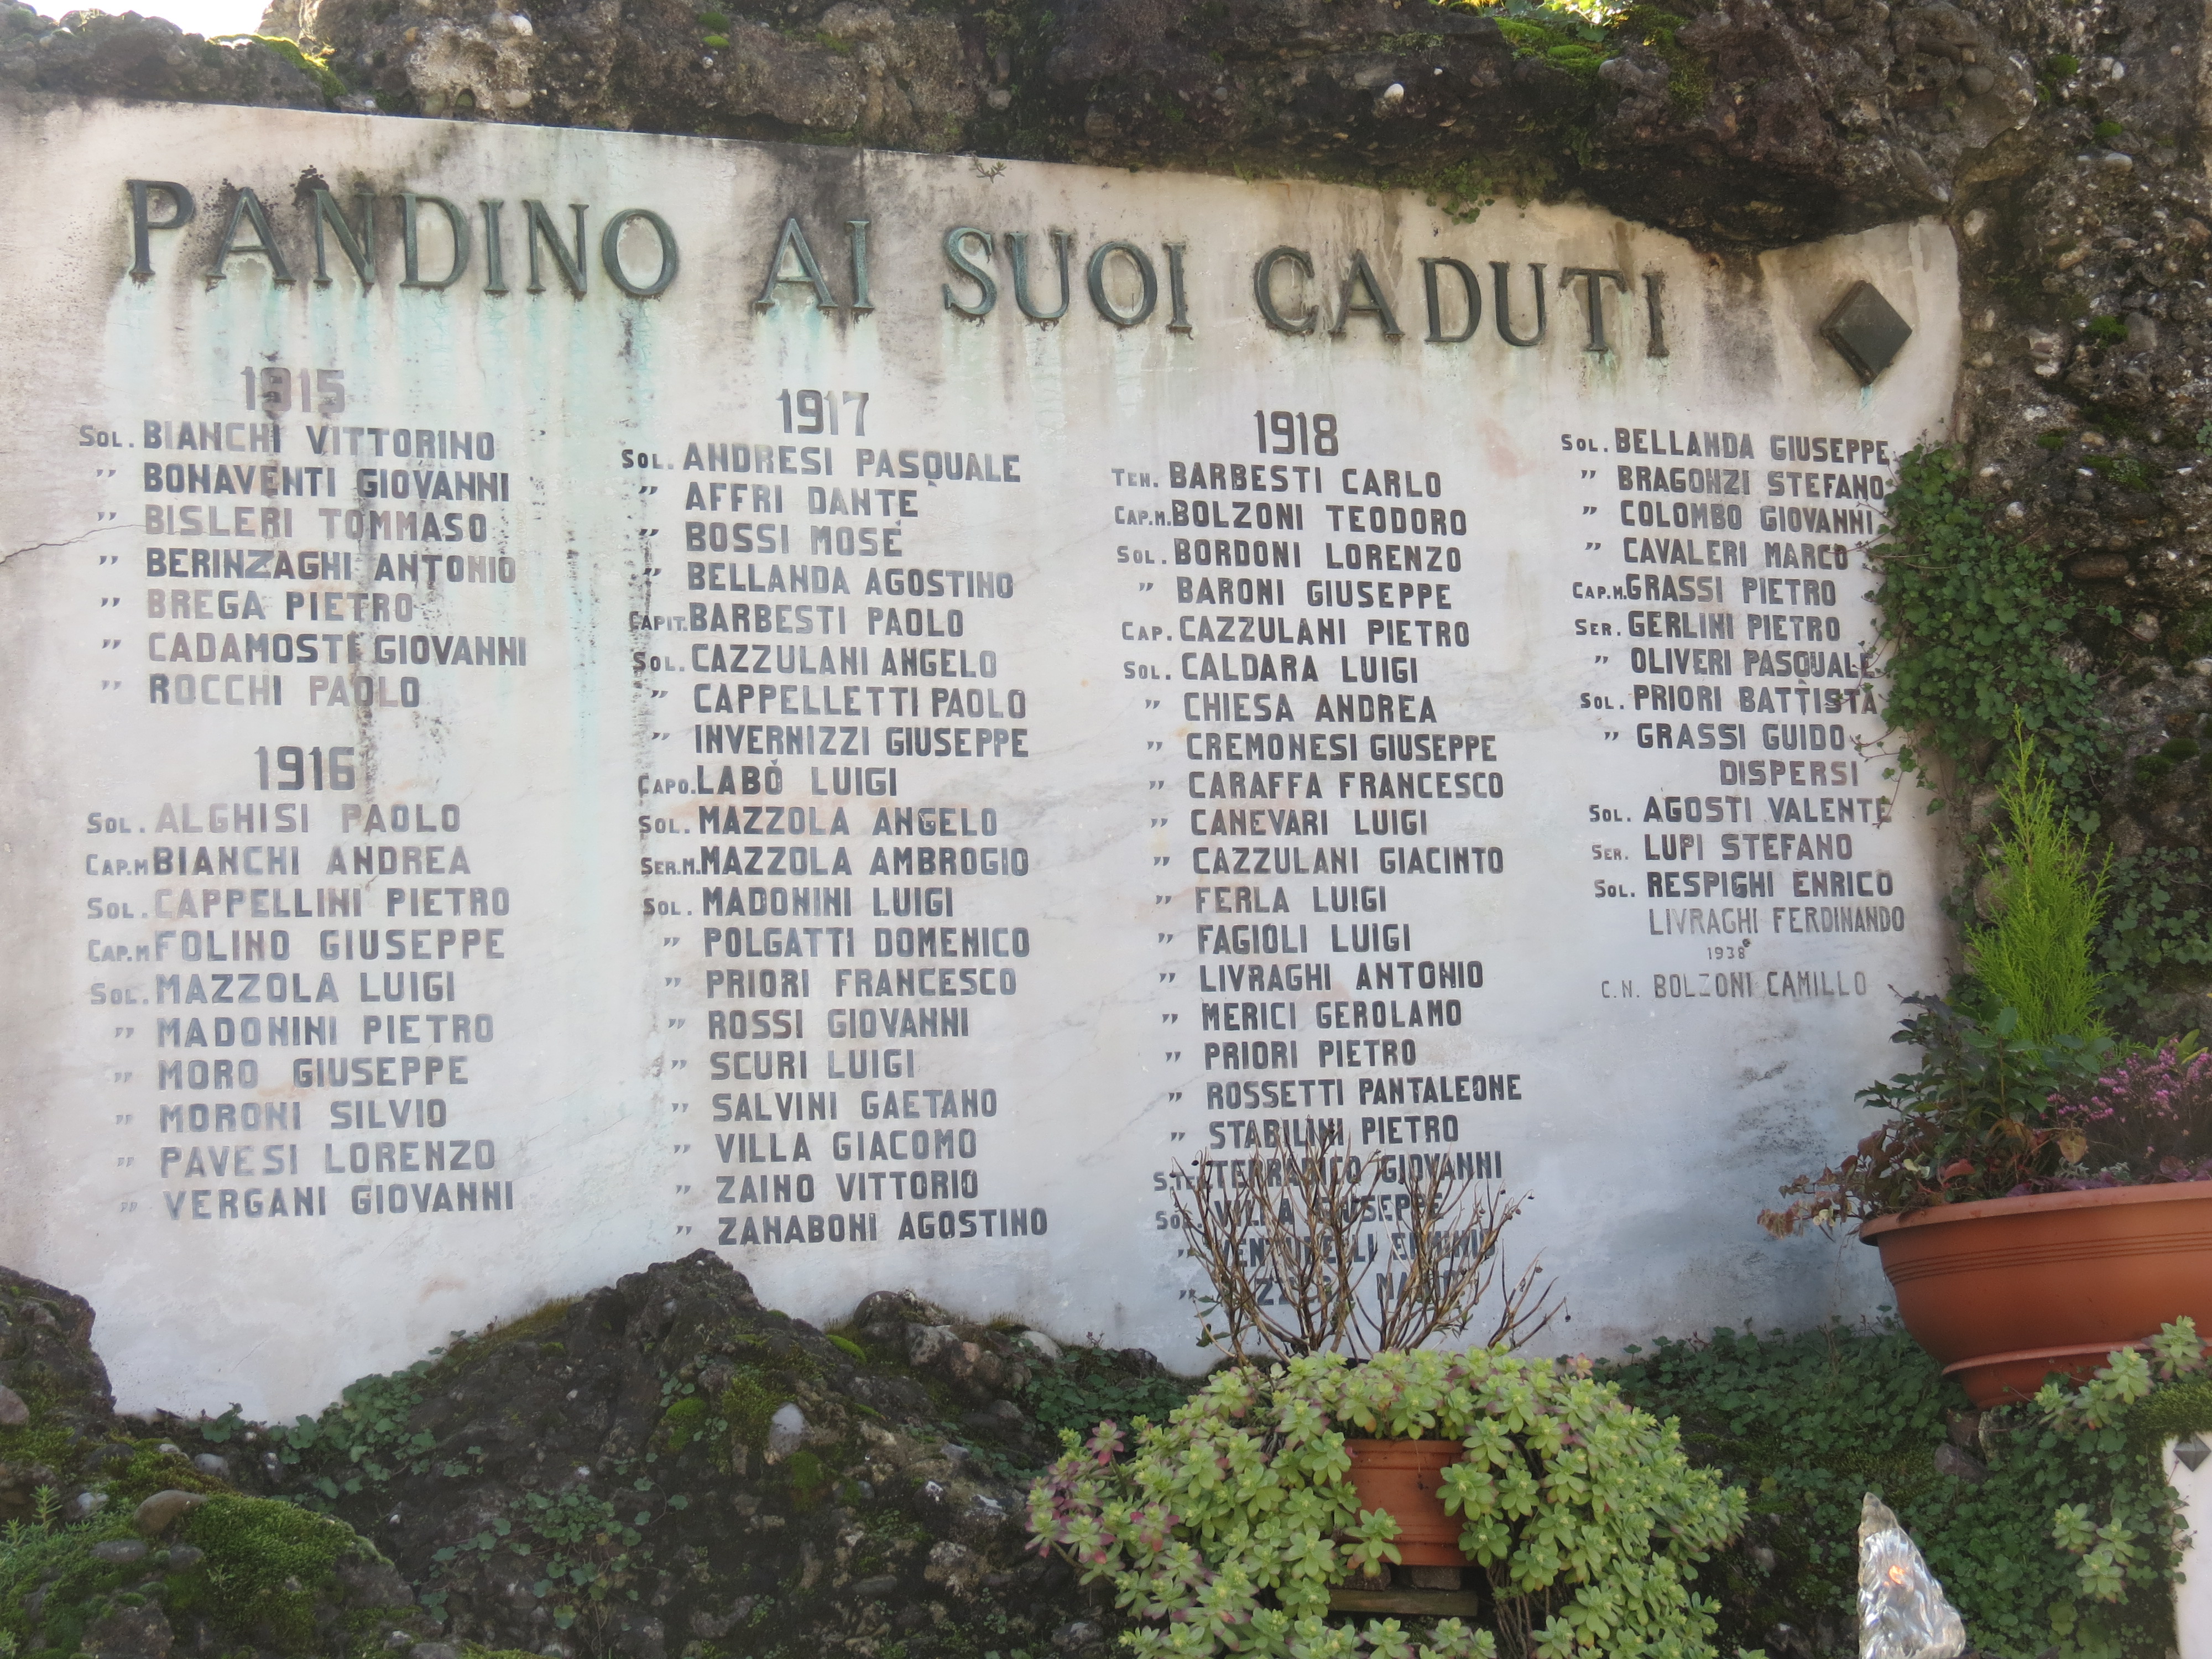 PANDINO AI SUOI CADUTI
1915
SOL. BIANCHI VITTORINO
" BONAVENTI GIOVANNI
" BISLERI TOMMASO
" BERINZAGHI ANTONIO
" BREGA PIETRO
" CADAMOSTI GIOVANNI
" ROCCHI PAOLO
1916
SOL. ALGHISI PAOLO
CAP.M BIANCHI ANDREA
SOL. CAPPELLINI PIETRO
CAP.M FOLINO GIUSEPPE
SOL. MAZZOLA LUIGI
" MADONINI PIETRO
" MORO GIUSEPPE
" MORONI SILVIO
" PAVESI LORENZO
" VERGANI GIOVANNI
1917
SOL. ANDRESI PASQUALE
" AFFRI DANTE
" BOSSI MOSE
" BELLANDA AGOSTINO
CAPIT. BARBESTI PAOLO
SOL. CAZZULANI ANGELO
" CAPPELLETTI PAOLO
" INVERNIZZI GIUSEPPE
CAPO. LABÒ LUIGI
SOL. MAZZOLA ANGELO
SER.M. MAZZOLA AMBROGIO
SOL. MADONINI LUIGI
" POLGATTI DOMENICO
" PRIORI FRANCESCO
" ROSSI GIOVANNI
" SCURI LUIGI
" SALVINI GAETANO
" VILLA GIACOMO
" ZAINO VITTORIO
" ZANABONI AGOSTINO
1918
TEN. BARBESTI CARLO
CAP.M. BOLZONI TEODORO
SOL. BORDONI LORENZO
" BARONI GIUSEPPE
CAP. CAZZULANI PIETRO
SOL. CALDARA LUIGI
" CHIESA ANDREA
" CREMONESI GIUSEPPE
" CARAFFA FRANCESCO
" CANEVARI LUIGI
" CAZZULANI GIACINTO
" FERLA LUIGI
" FAGIOLI LUIGI
" LIVRAGHI ANTONIO
" MERICI GEROLAMO
" PRIORI PIETRO
" ROSSETTI PANTALEONE
" STABILINI PIETRO
GIOVANNI
SOL. VILLA GIUSEPPE
"
"
SOL. BELLANDA GIUSEPPE
" BRAGONZI STEFANO
" COLOMBO GIOVANNI
" CAVALERI MARCO
CAP.M. GRASSI PIETRO
SER. GERLINI PIETRO
" OLIVERI PASQUALE
SOL. PRIORI BATTISTA
" GRASSI GUIDO
DISPERSI
SOL. AGOSTI VALENTE
SER. LUPI STEFANO
SOL. RESPIGHI ENRICO
LIVRAGHI FERDINANDO
1938
C.N. BOLZONI CAMILLO